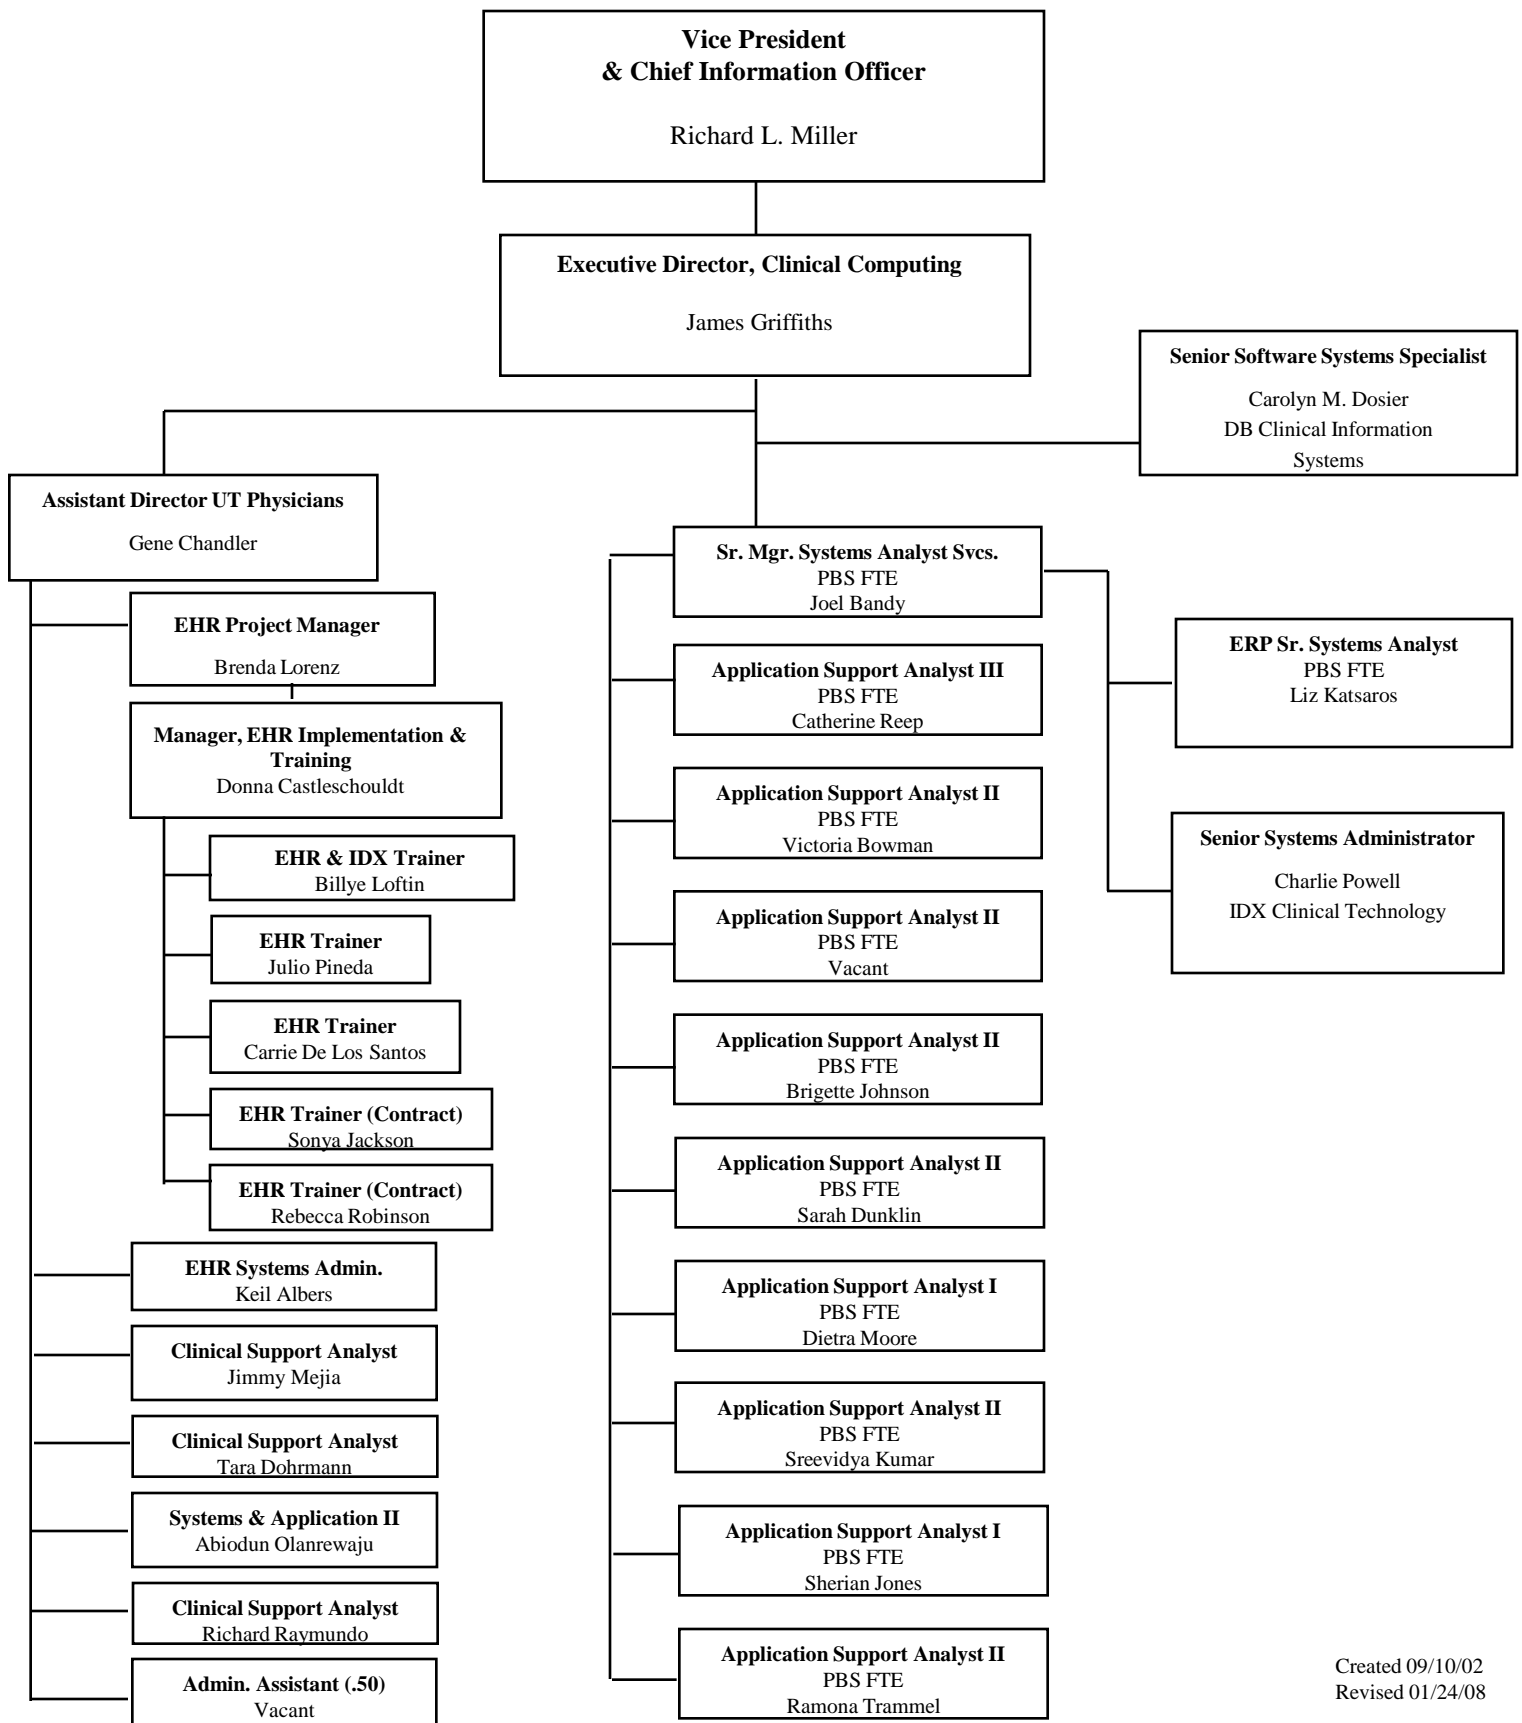 Vice President
& Chief Information Officer
Richard L. Miller
Executive Director, Clinical Computing
James Griffiths
Senior Software Systems Specialist
Carolyn M. Dosier
DB Clinical Information
Systems
Assistant Director UT Physicians
Gene Chandler
EHR Project Manager
Brenda Lorenz
Manager, EHR Implementation &
Training
Donna Castleschouldt
EHR & IDX Trainer
Billye Loftin
EHR Trainer
Julio Pineda
EHR Trainer
Carrie De Los Santos
EHR Trainer (Contract)
Sonya Jackson
EHR Trainer (Contract)
Rebecca Robinson
EHR Systems Admin.
Keil Albers
Clinical Support Analyst
Jimmy Mejia
Clinical Support Analyst
Tara Dohrmann
Systems & Application II
Abiodun Olanrewaju
Clinical Support Analyst
Richard Raymundo
Admin. Assistant (.50)
Vacant
Sr. Mgr. Systems Analyst Svcs.
PBS FTE
Joel Bandy
Application Support Analyst III
PBS FTE
Catherine Reep
Application Support Analyst II
PBS FTE
Victoria Bowman
Application Support Analyst II
PBS FTE
Vacant
Application Support Analyst II
PBS FTE
Brigette Johnson
Application Support Analyst II
PBS FTE
Sarah Dunklin
Application Support Analyst I
PBS FTE
Dietra Moore
Application Support Analyst II
PBS FTE
Sreevidya Kumar
Application Support Analyst I
PBS FTE
Sherian Jones
Application Support Analyst II
PBS FTE
Ramona Trammel
ERP Sr. Systems Analyst
PBS FTE
Liz Katsaros
Senior Systems Administrator
Charlie Powell
IDX Clinical Technology
Created 09/10/02
Revised 01/24/08